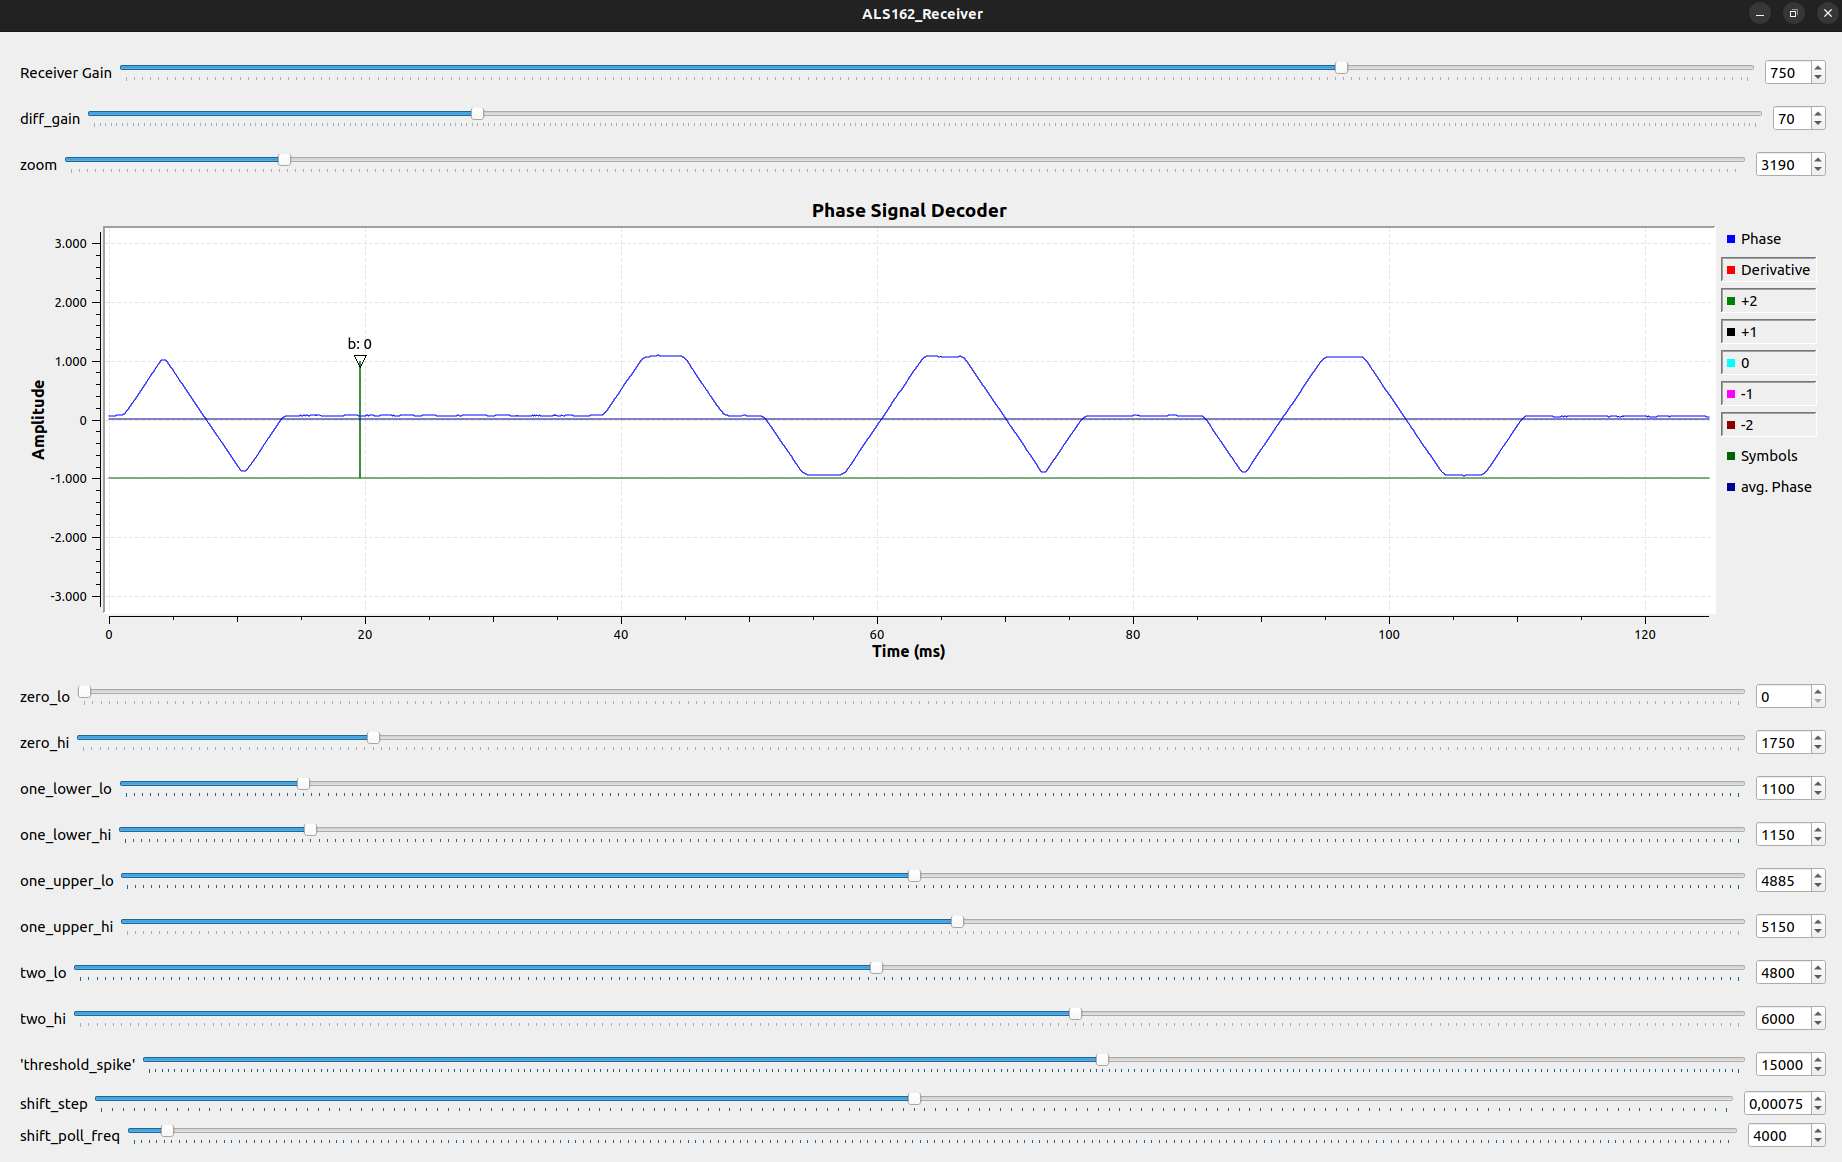 ALS162_Receiver
Receiver Gain 750
diff_gain 70
zoom 3190
Phase Signal Decoder
3.000
2.000
1.000
0
-1.000
-2.000
-3.000
Amplitude
b: 0
0 20 40 60 80 100 120
Time (ms)
Phase
Derivative
+2
+1
0
-1
-2
Symbols
avg. Phase
zero_lo 0
zero_hi 1750
one_lower_lo 1100
one_lower_hi 1150
one_upper_lo 4885
one_upper_hi 5150
two_lo 4800
two_hi 6000
'threshold_spike' 15000
shift_step 0,00075
shift_poll_freq 4000